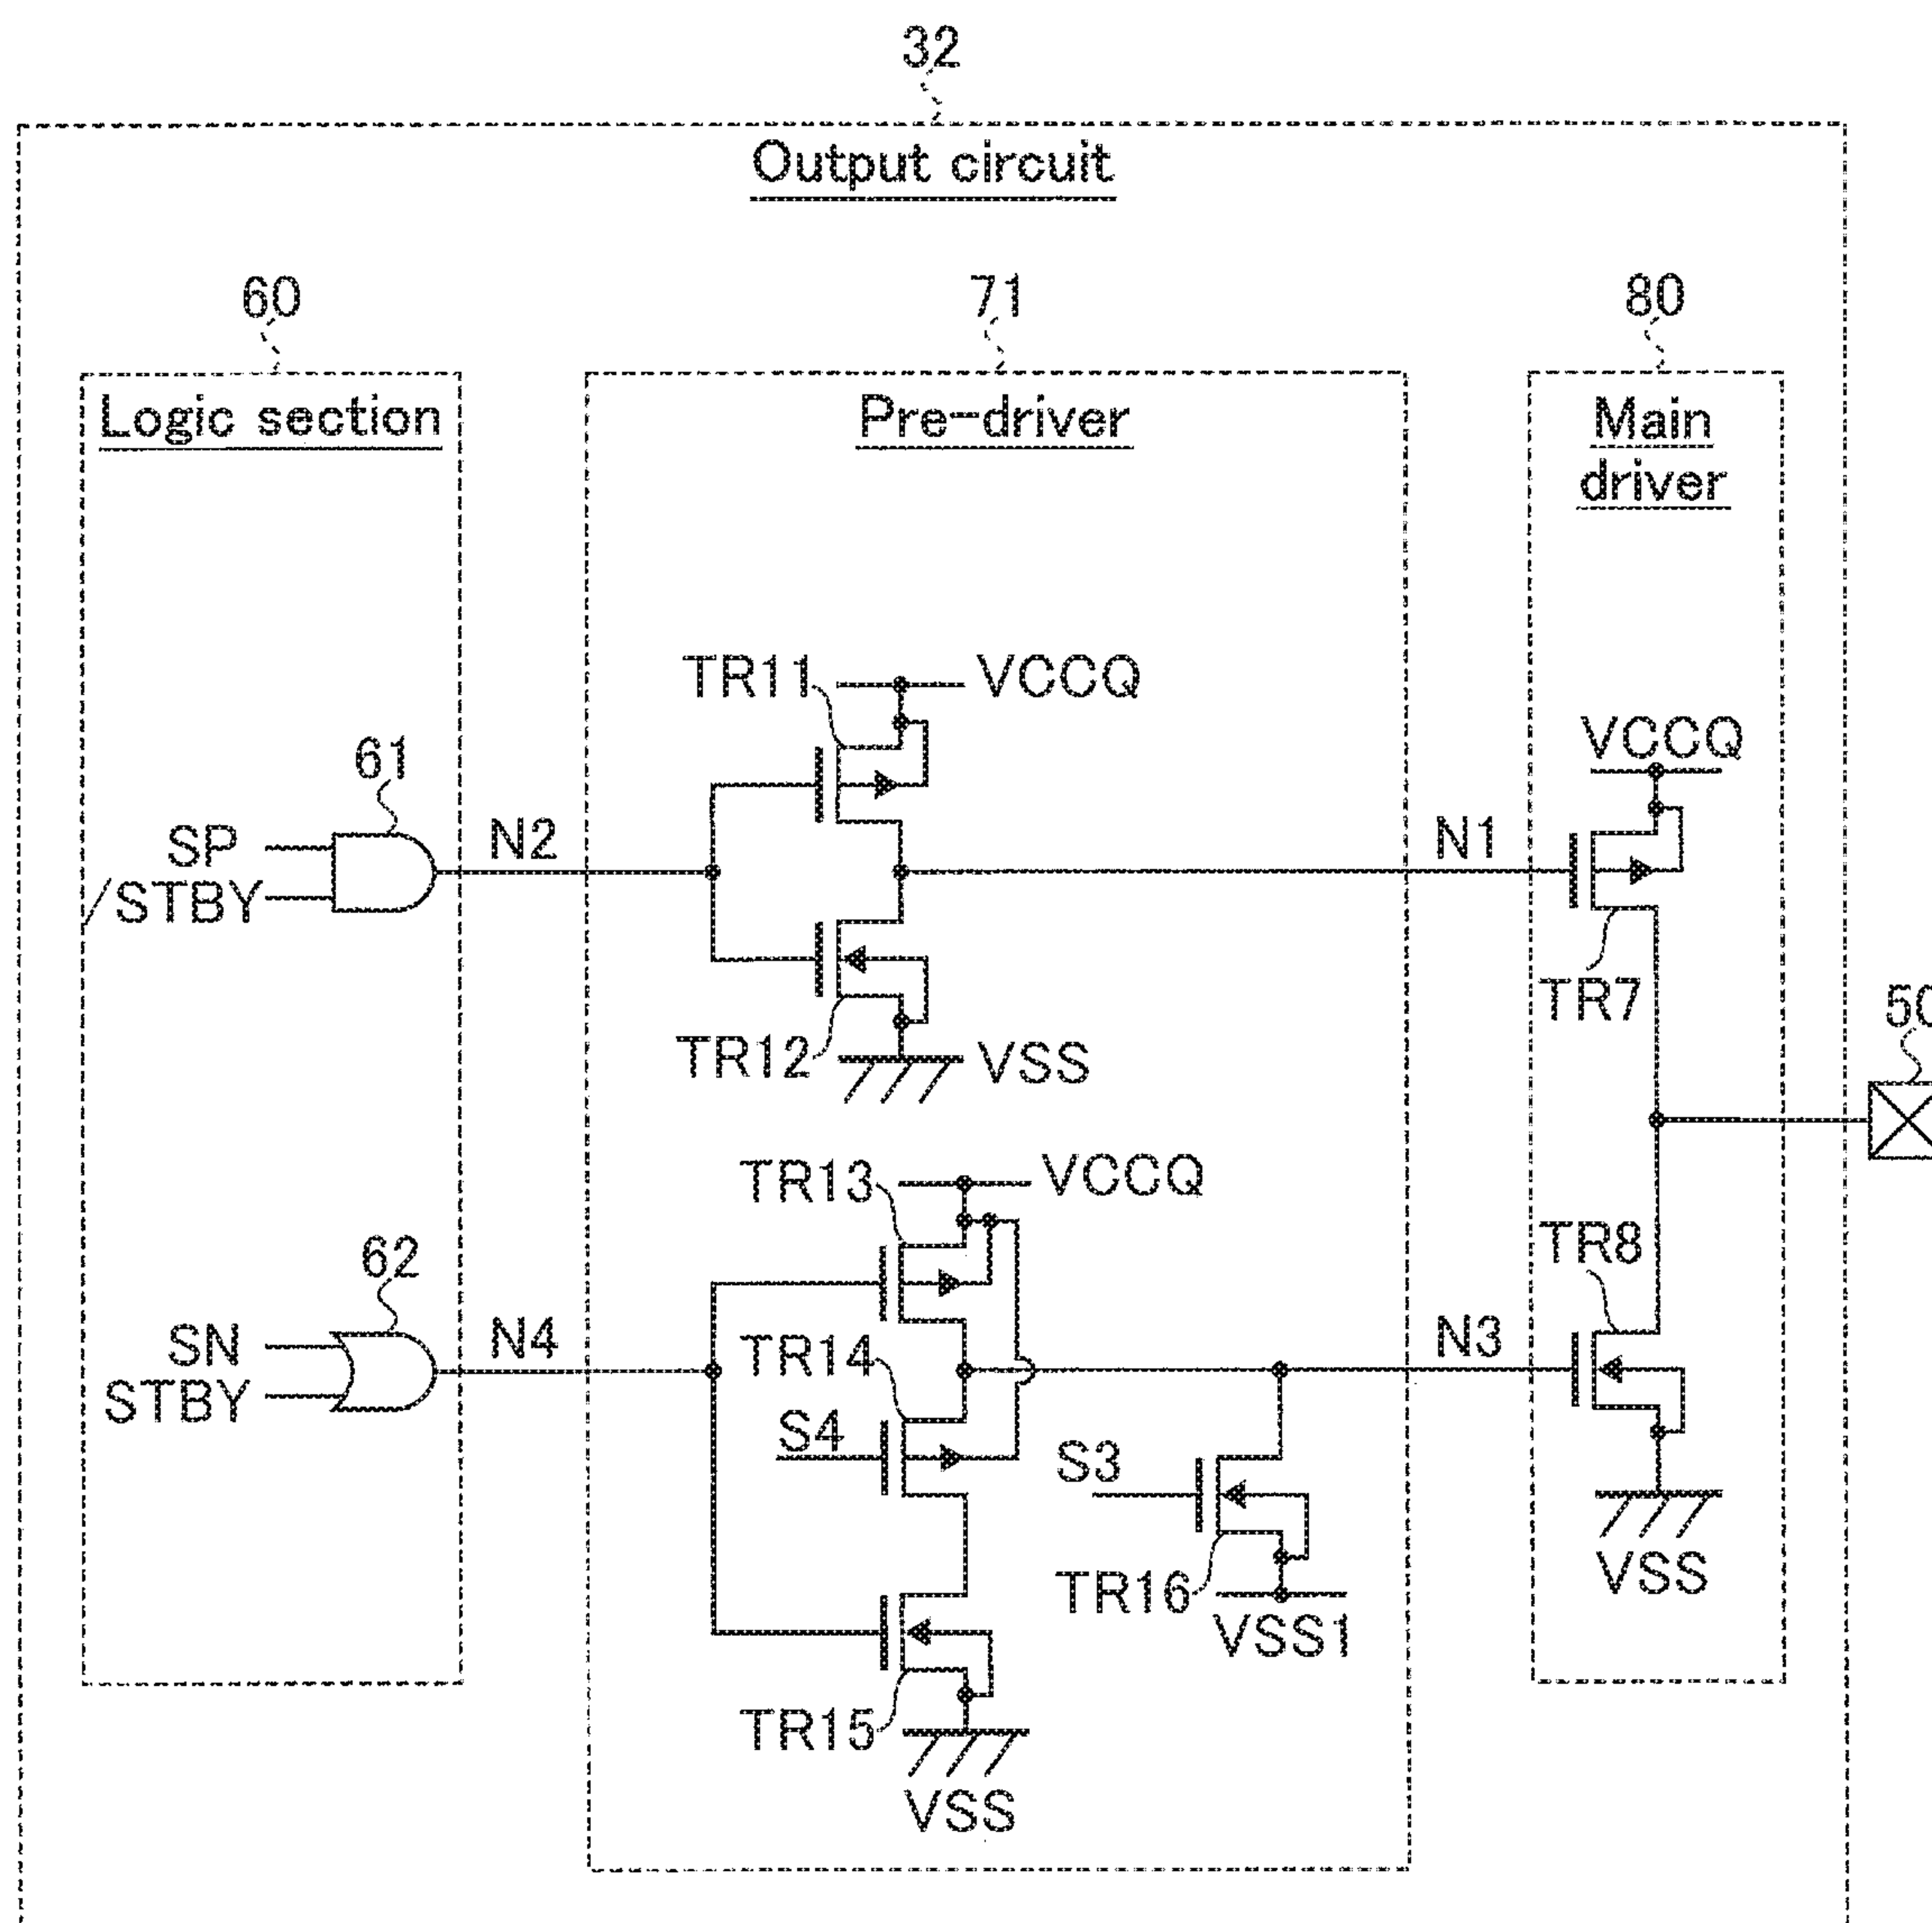 32
Output circuit
60
71
80
Logic section
Pre-driver
Main
driver
TR11
VCCQ
VCCQ
61
SP
N2
N1
/STBY
TR7
TR12
VSS
50
TR13
VCCQ
TR8
62
SN
N4
TR14
N3
STBY
S4
S3
TR16
VSS
VSS1
TR15
VSS